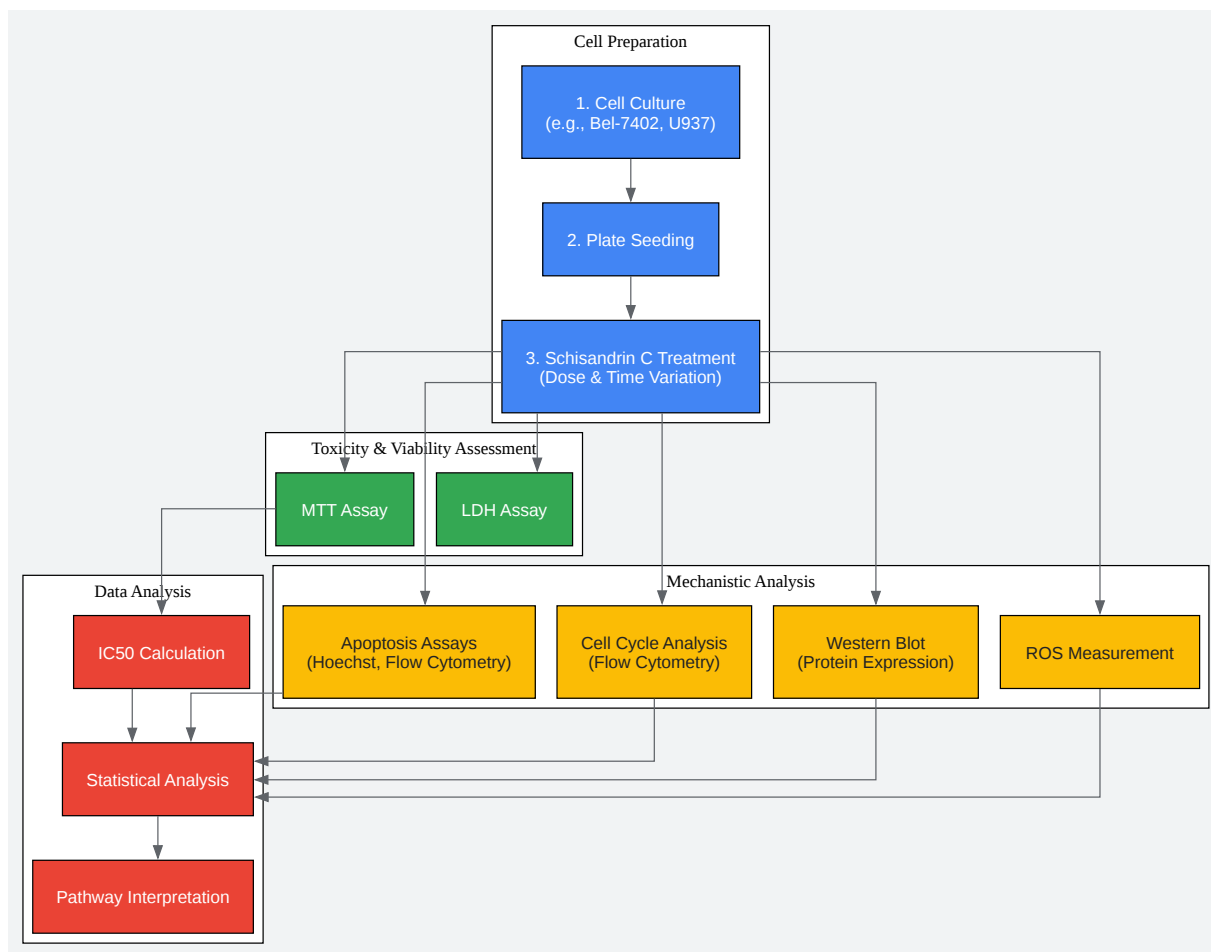 Cell Preparation
1. Cell Culture
(e.g., Bel-7402, U937)
2. Plate Seeding
3. Schisandrin C Treatment
(Dose & Time Variation)
Toxicity & Viability Assessment
MTT Assay
LDH Assay
Data Analysis
Mechanistic Analysis
IC50 Calculation
Apoptosis Assays
(Hoechst, Flow Cytometry)
Cell Cycle Analysis
(Flow Cytometry)
Western Blot
(Protein Expression)
ROS Measurement
Statistical Analysis
Pathway Interpretation